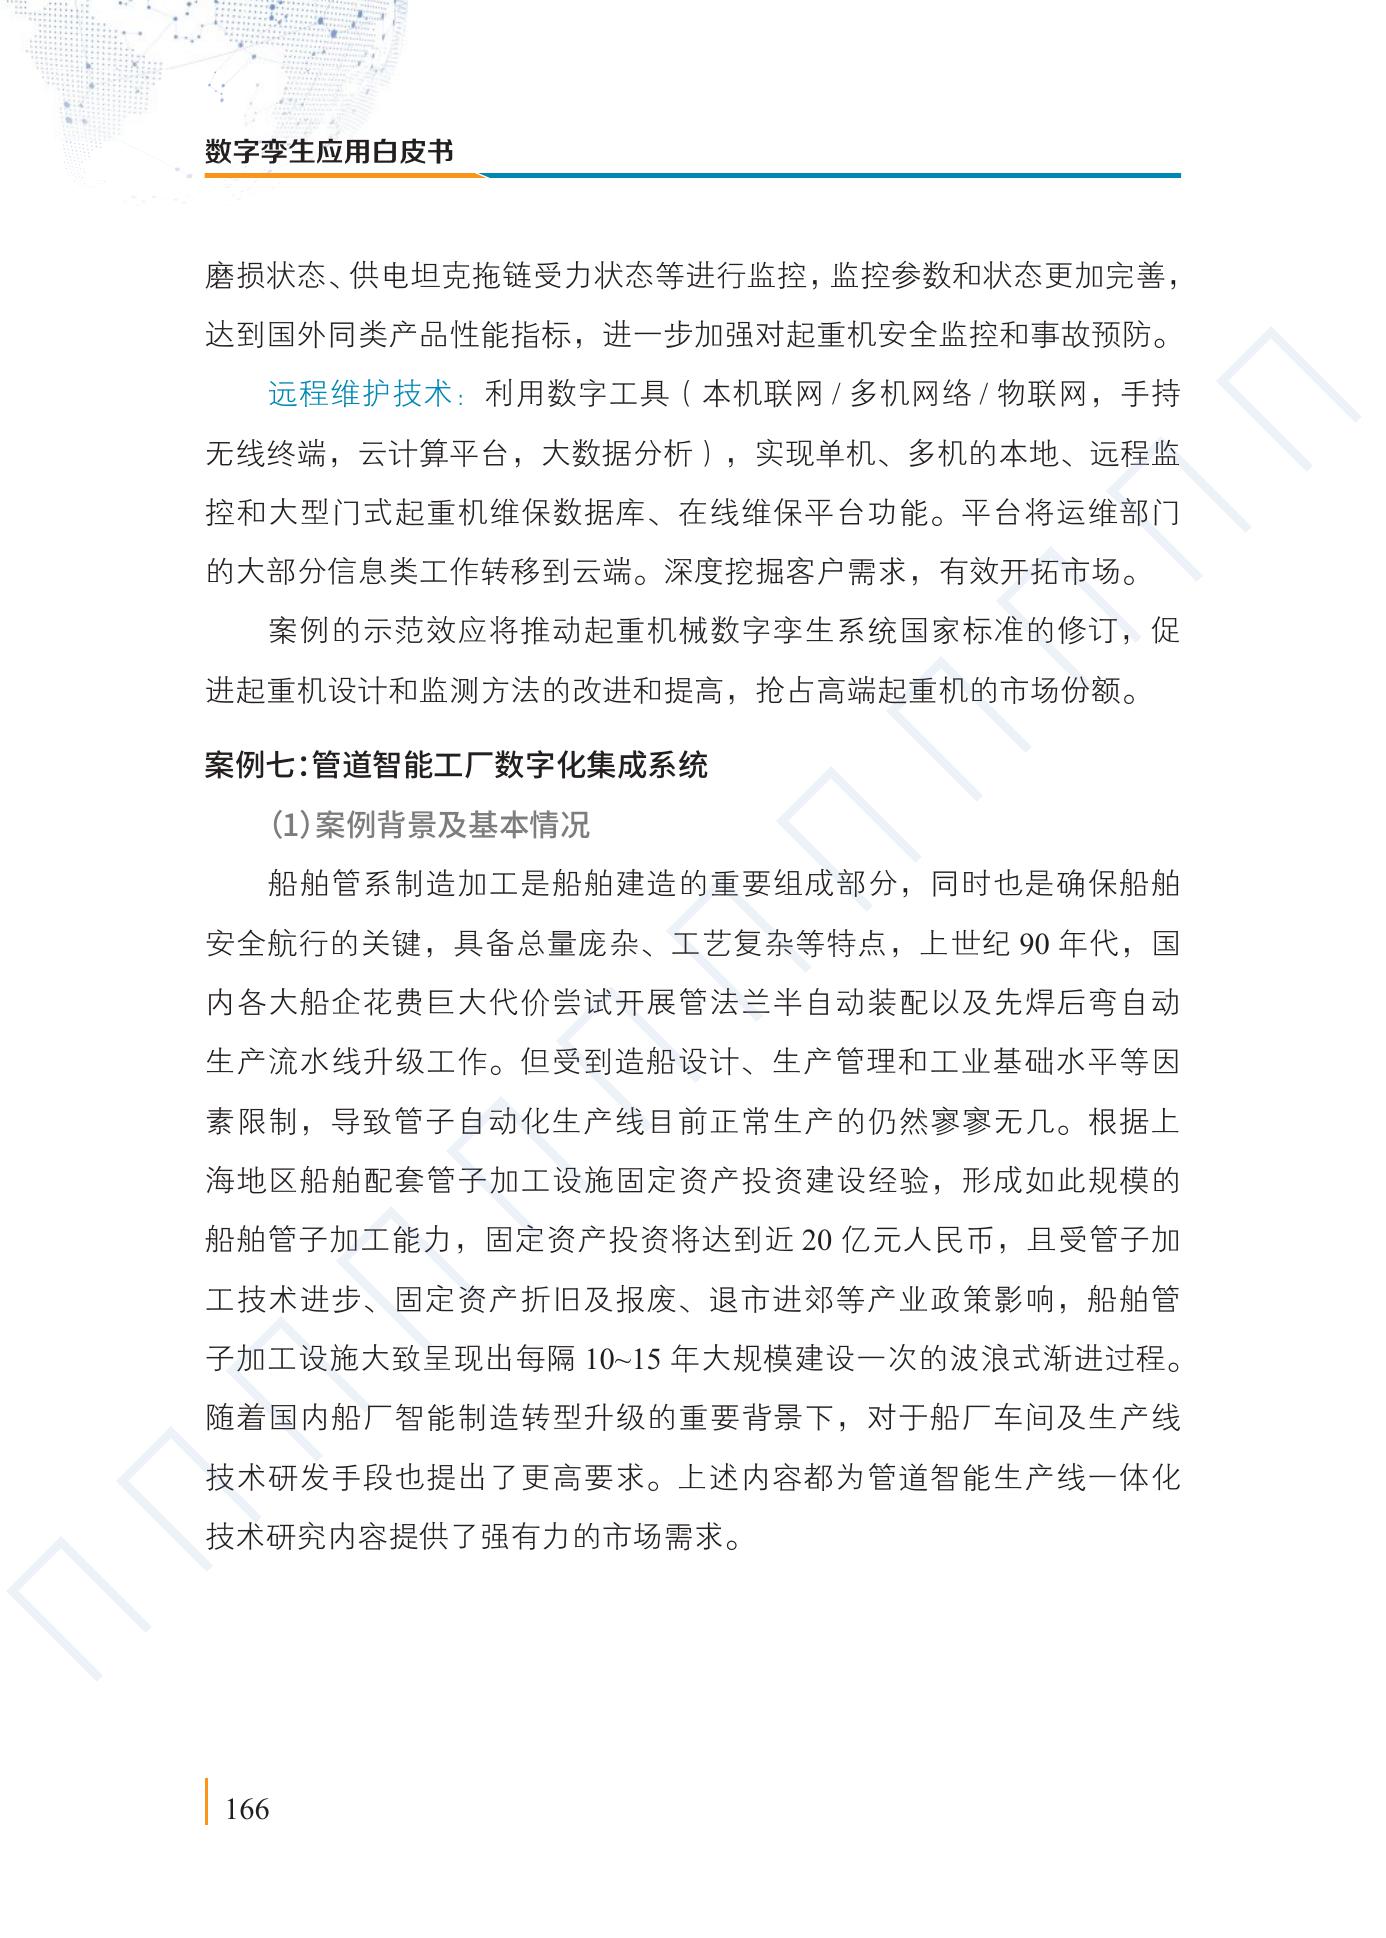 数字孪生应用白皮书
磨损状态、供电坦克拖链受力状态等进行监控，监控参数和状态更加完善，
达到国外同类产品性能指标，进一步加强对起重机安全监控和事故预防。
远程维护技术：利用数字工具（本机联网 / 多机网络 / 物联网，手持
无线终端，云计算平台，大数据分析），实现单机、多机的本地、远程监
控和大型门式起重机维保数据库、在线维保平台功能。平台将运维部门
的大部分信息类工作转移到云端。深度挖掘客户需求，有效开拓市场。
案例的示范效应将推动起重机械数字孪生系统国家标准的修订，促
进起重机设计和监测方法的改进和提高，抢占高端起重机的市场份额。
案例七：管道智能工厂数字化集成系统
（1）案例背景及基本情况
船舶管系制造加工是船舶建造的重要组成部分，同时也是确保船舶
安全航行的关键，具备总量庞杂、工艺复杂等特点，上世纪 90 年代，国
内各大船企花费巨大代价尝试开展管法兰半自动装配以及先焊后弯自动
生产流水线升级工作。但受到造船设计、生产管理和工业基础水平等因
素限制，导致管子自动化生产线目前正常生产的仍然寥寥无几。根据上
海地区船舶配套管子加工设施固定资产投资建设经验，形成如此规模的
船舶管子加工能力，固定资产投资将达到近 20 亿元人民币，且受管子加
工技术进步、固定资产折旧及报废、退市进郊等产业政策影响，船舶管
子加工设施大致呈现出每隔 10~15 年大规模建设一次的波浪式渐进过程。
随着国内船厂智能制造转型升级的重要背景下，对于船厂车间及生产线
技术研发手段也提出了更高要求。上述内容都为管道智能生产线一体化
技术研究内容提供了强有力的市场需求。
166